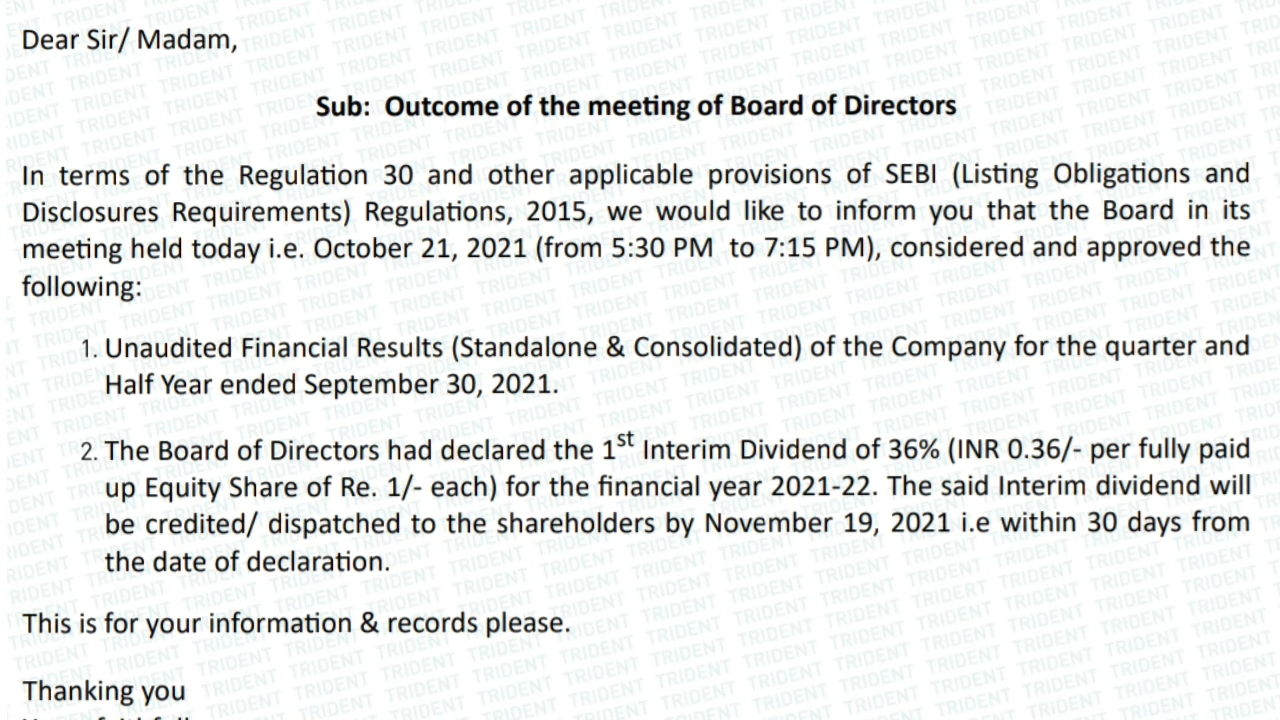 Dear Sir/ Madam,
Sub: Outcome of the meeting of Board of Directors
In terms of the Regulation 30 and other applicable provisions of SEBI (Listing Obligations and
Disclosures Requirements) Regulations, 2015, we would like to inform you that the Board in its
meeting held today i.e. October 21, 2021 (from 5:30 PM to 7:15 PM), considered and approved the
following:
1. Unaudited Financial Results (Standalone & Consolidated) of the Company for the quarter and
Half Year ended September 30, 2021.
2. The Board of Directors had declared the 1st Interim Dividend of 36% (INR 0.36/- per fully paid
up Equity Share of Re. 1/- each) for the financial year 2021-22. The said Interim dividend will
be credited/ dispatched to the shareholders by November 19, 2021 i.e within 30 days from
the date of declaration.
This is for your information & records please.
Thanking you
TRIDENT